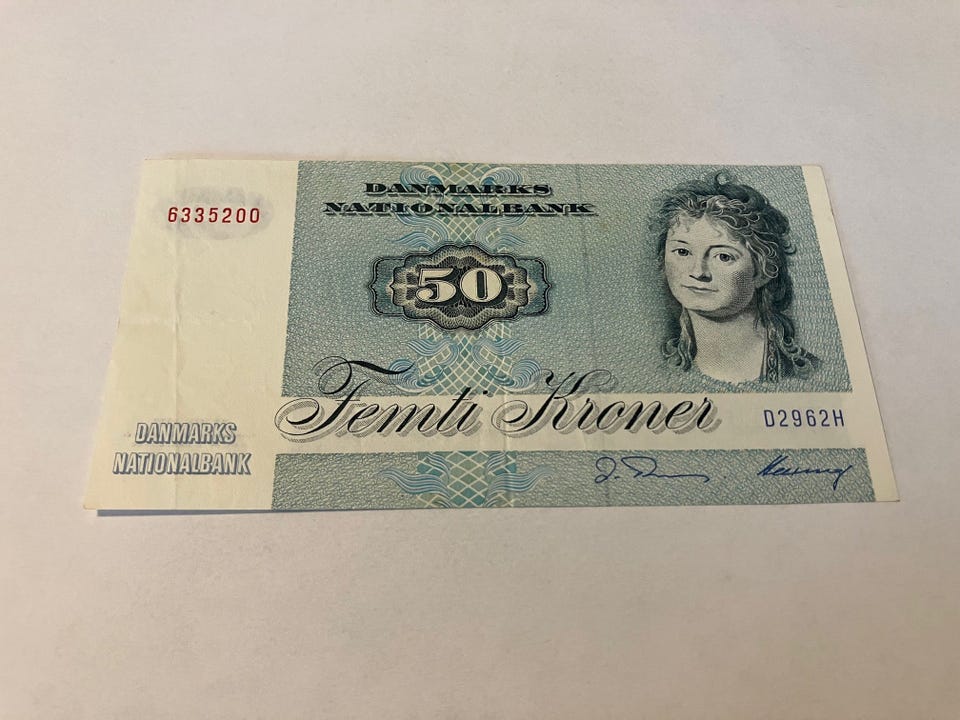 6335200
DANMARKS
NATIONALBANK
50
Femti Kroner
D2962H
DANMARKS
NATIONALBANK